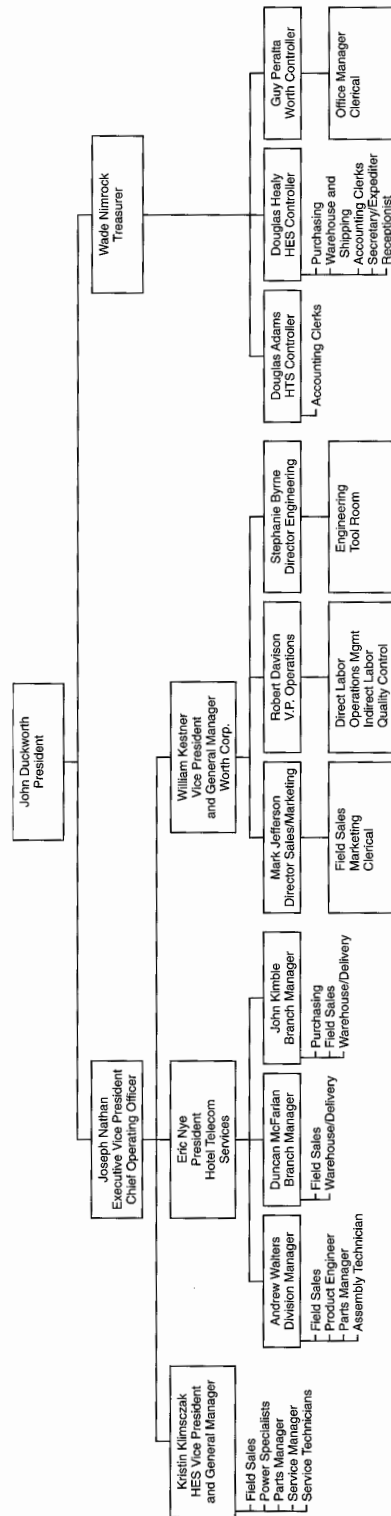 John Duckworth
President
Joseph Nathan
Executive Vice President
Chief Operating Officer
Wade Nimrock
Treasurer
Kristin Klimsczak
HES Vice President
and General Manager
Field Sales
Power Specialists
Parts Manager
Service Manager
Service Technicians
Eric Nye
President
Hotel Telecom
Services
William Kestner
Vice President
and General Manager
Worth Corp.
Andrew Walters
Division Manager
Field Sales
Product Engineer
Parts Manager
Assembly Technician
Duncan McFarlan
Branch Manager
Field Sales
Warehouse/Delivery
John Kimble
Branch Manager
Purchasing
Field Sales
Warehouse/Delivery
Mark Jefferson
Director Sales/Marketing
Field Sales
Marketing
Clerical
Robert Davison
V.P. Operations
Direct Labor
Operations Mgmt
Indirect Labor
Quality Control
Stephanie Byrne
Director Engineering
Engineering
Tool Room
Douglas Adams
HTS Controller
Accounting Clerks
Douglas Healy
HES Controller
Purchasing
Warehouse and
Shipping
Accounting Clerks
Secretary/Expediter
Receptionist
Guy Peralta
Worth Controller
Office Manager
Clerical